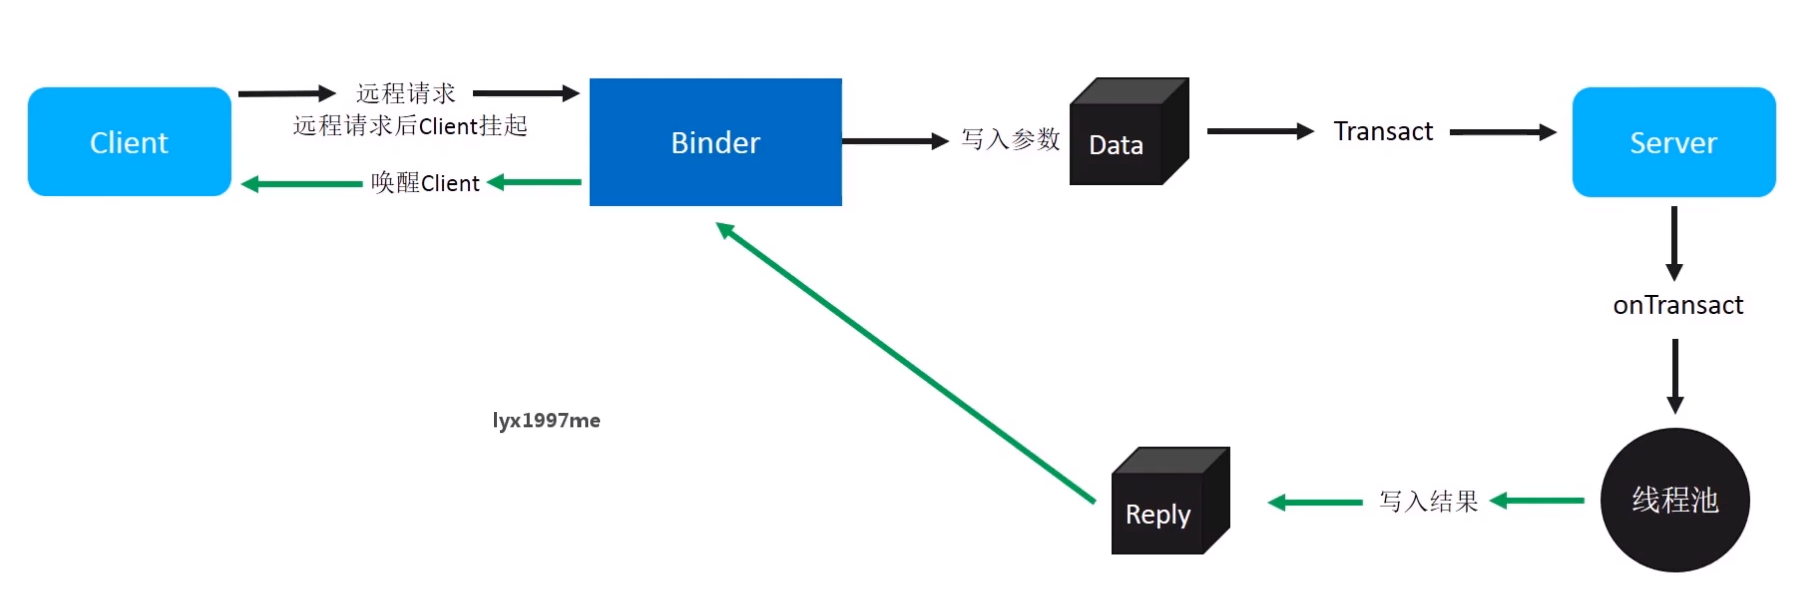 Client
远程请求
远程请求后Client挂起
唤醒Client
Binder
写入参数
Data
Transact
Server
onTransact
线程池
写入结果
Reply
lyx1997me